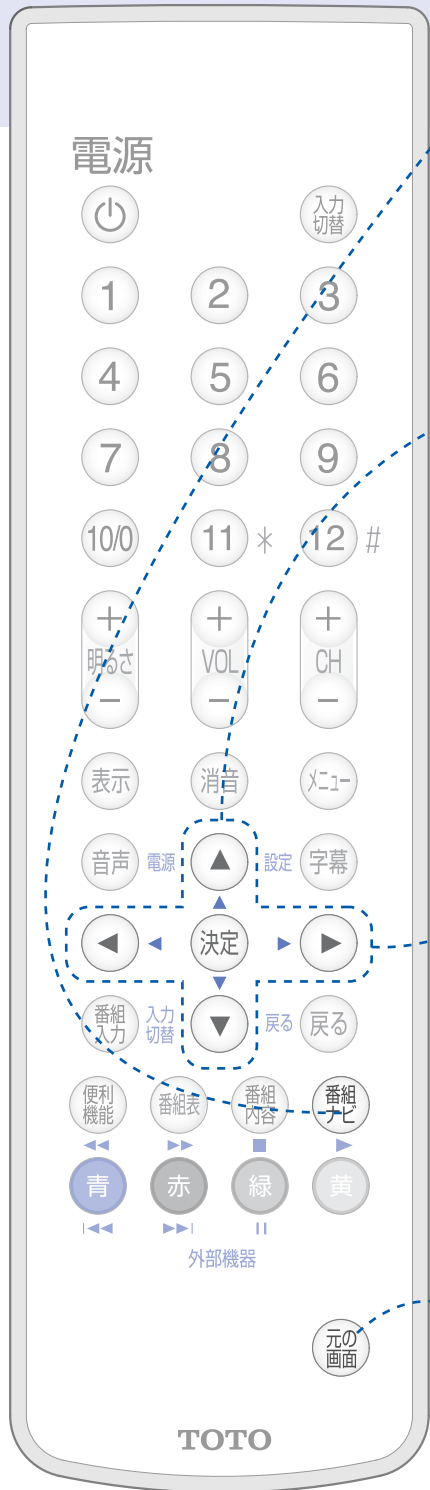 電源
入力
切替
1 2 3
4 5 6
7 8 9
10/0 11 * 12 #
+ + +
明るさ VOL CH
− − −
表示 消音 メニュー
音声 電源 ▲ 設定 字幕
▲
◀ ◀ 決定 ▶ ▶
▼
番組
入力
入力
切替
▼ 戻る 戻る
便利
機能
番組表
番組
内容
番組
ナビ
◀◀ ▶▶ ■ ▶
青 赤 緑 黄
|◀◀ ▶▶| II
外部機器
元の
画面
TOTO